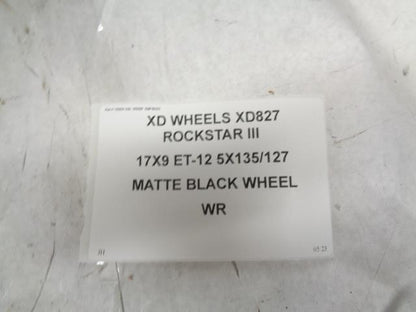 XD WHEELS XD827
ROCKSTAR III
17X9 ET-12 5X135/127
MATTE BLACK WHEEL
WR